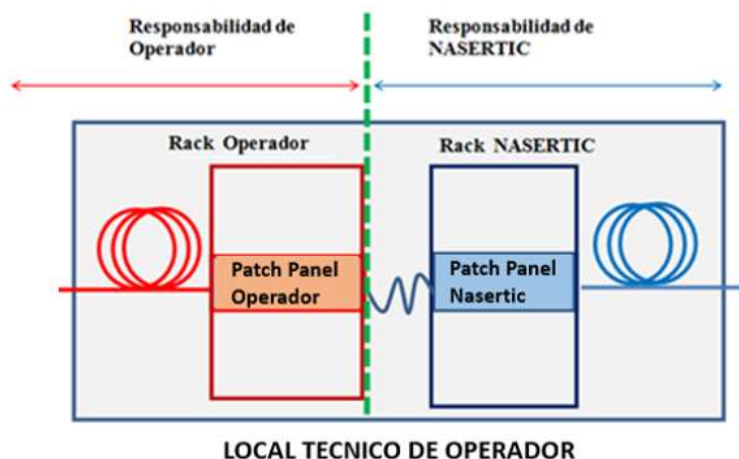 Responsabilidad de
Operador
Responsabilidad de
NASERTIC
Rack Operador
Rack NASERTIC
Patch Panel
Operador
Patch Panel
Nasertic
LOCAL TECNICO DE OPERADOR